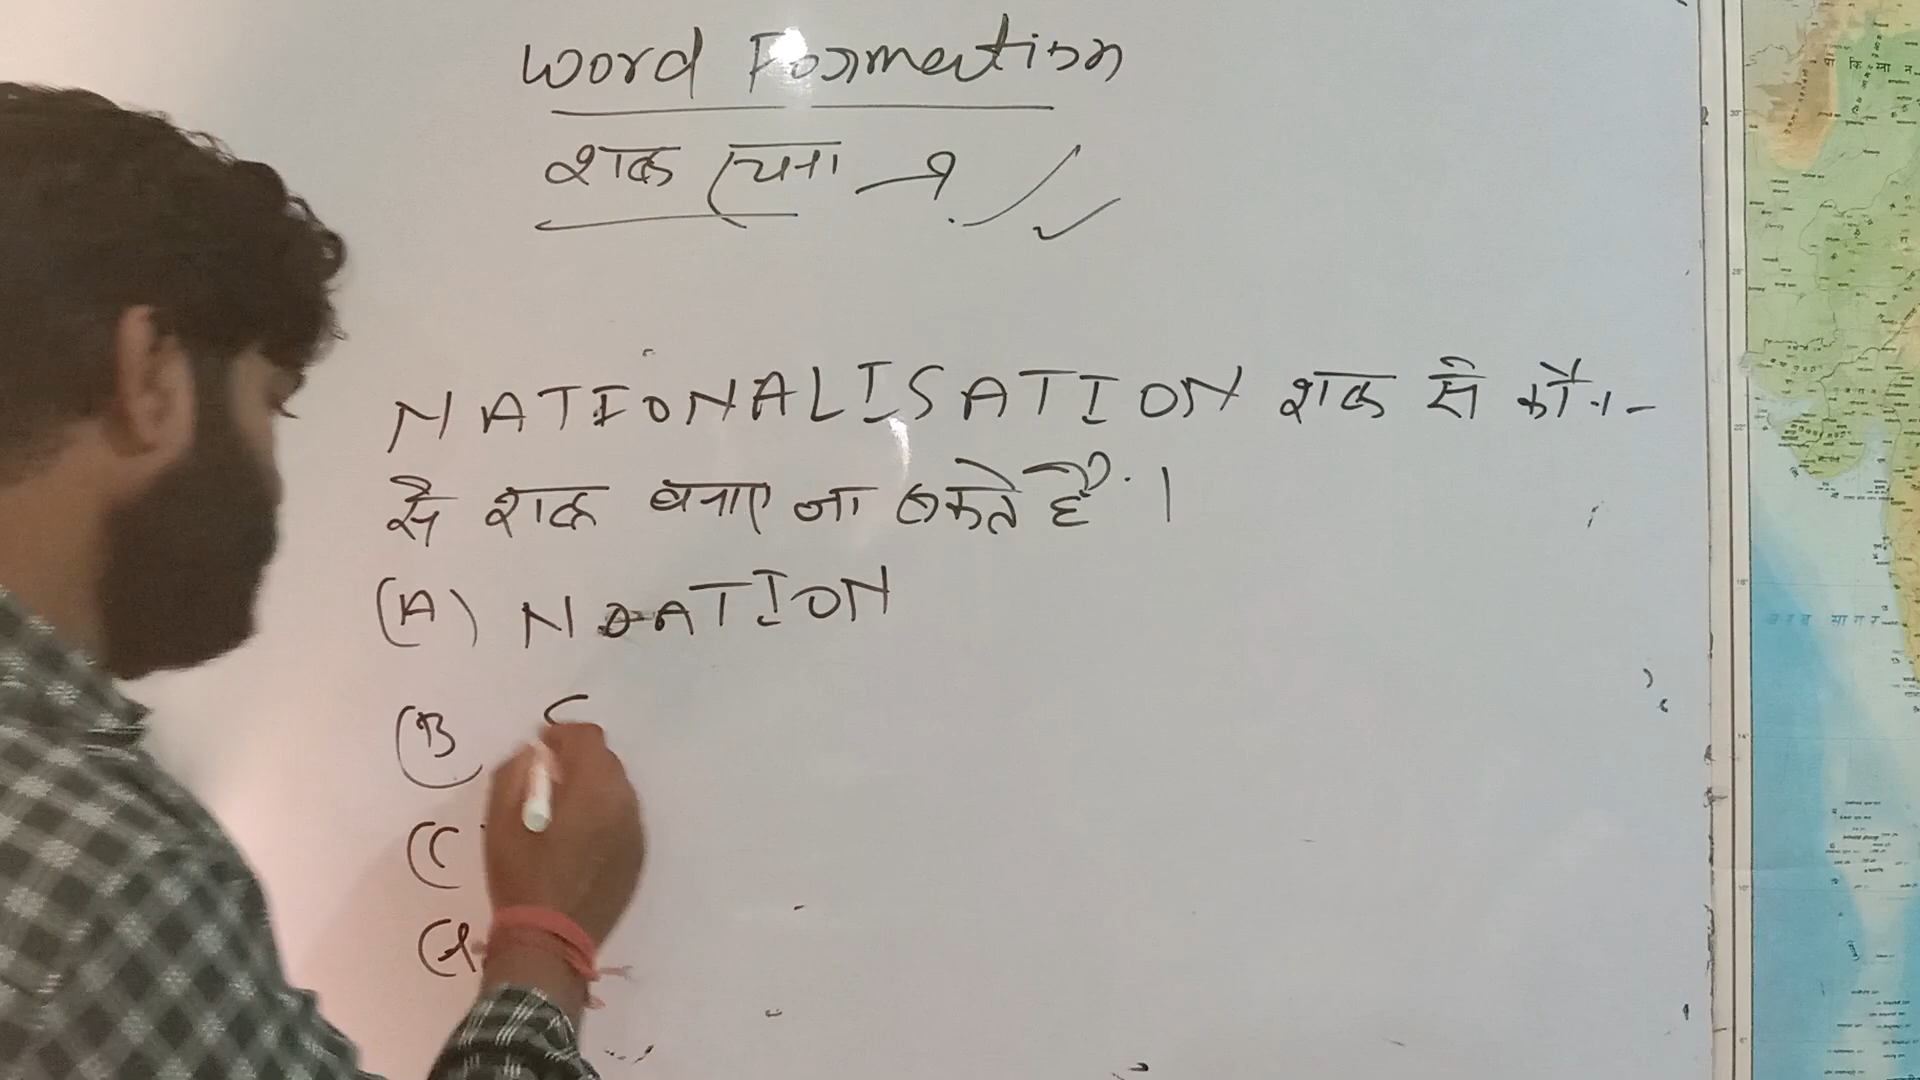 Word Formation
शब्द रचना
NATIONALISATION शब्द से कौन-
से शब्द बनाए जा सकते हैं।
(A) NATION
(B
(C